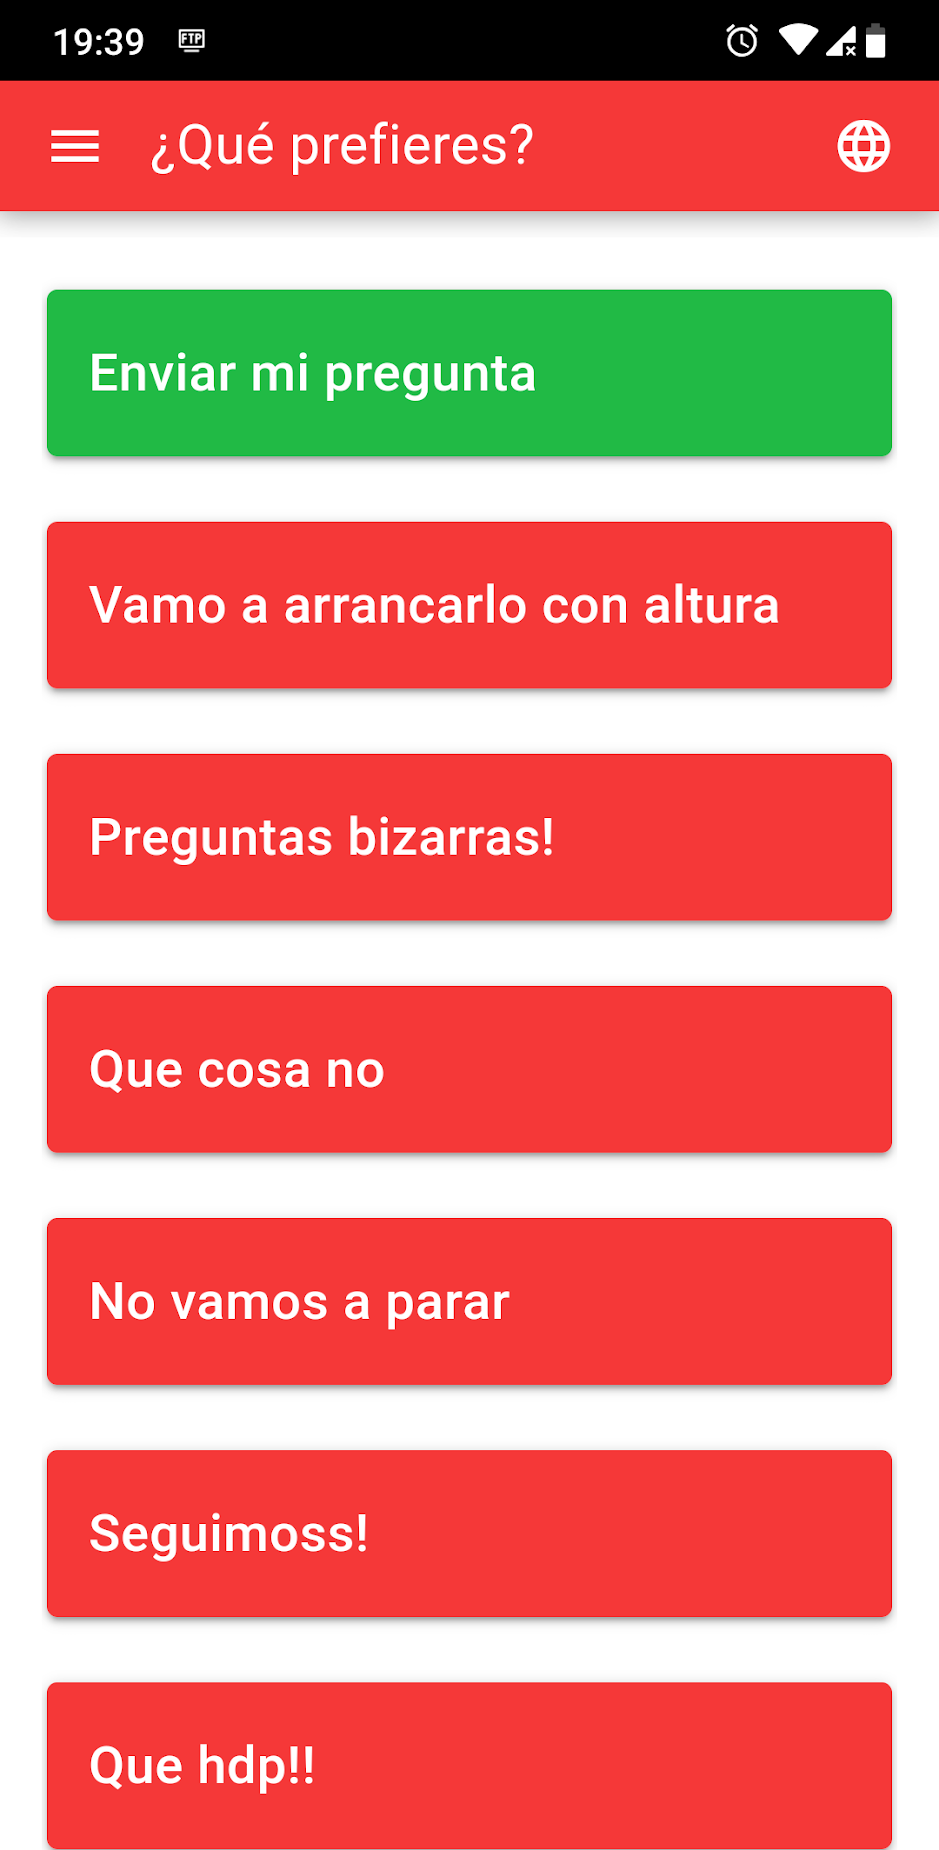 19:39 FTP
¿Qué prefieres?
Enviar mi pregunta
Vamo a arrancarlo con altura
Preguntas bizarras!
Que cosa no
No vamos a parar
Seguimoss!
Que hdp!!